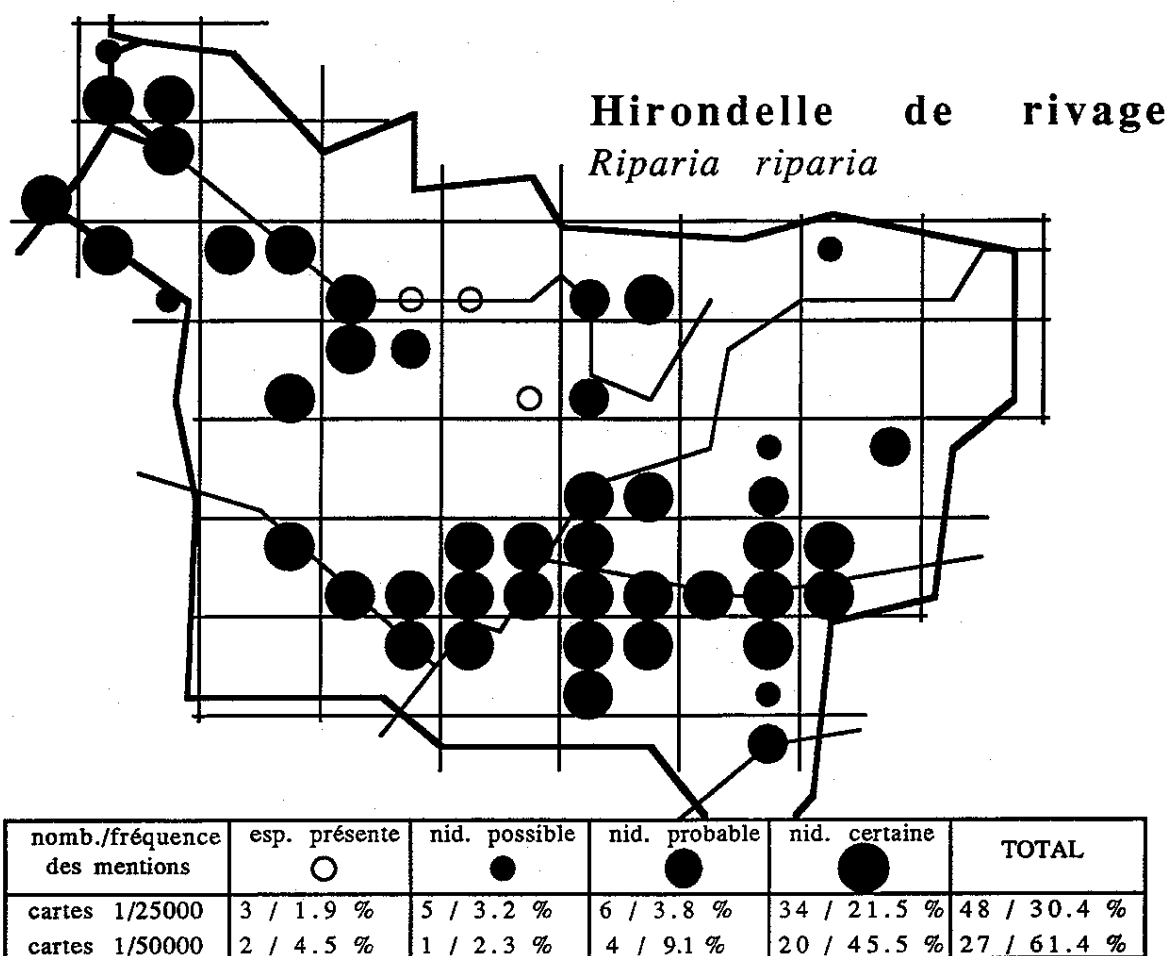 Hirondelle de rivage
Riparia riparia
nomb./fréquence des mentions esp. présente nid. possible nid. probable nid. certaine TOTAL
cartes 1/25000 3 / 1.9 % 5 / 3.2 % 6 / 3.8 % 34 / 21.5 % 48 / 30.4 %
cartes 1/50000 2 / 4.5 % 1 / 2.3 % 4 / 9.1 % 20 / 45.5 % 27 / 61.4 %